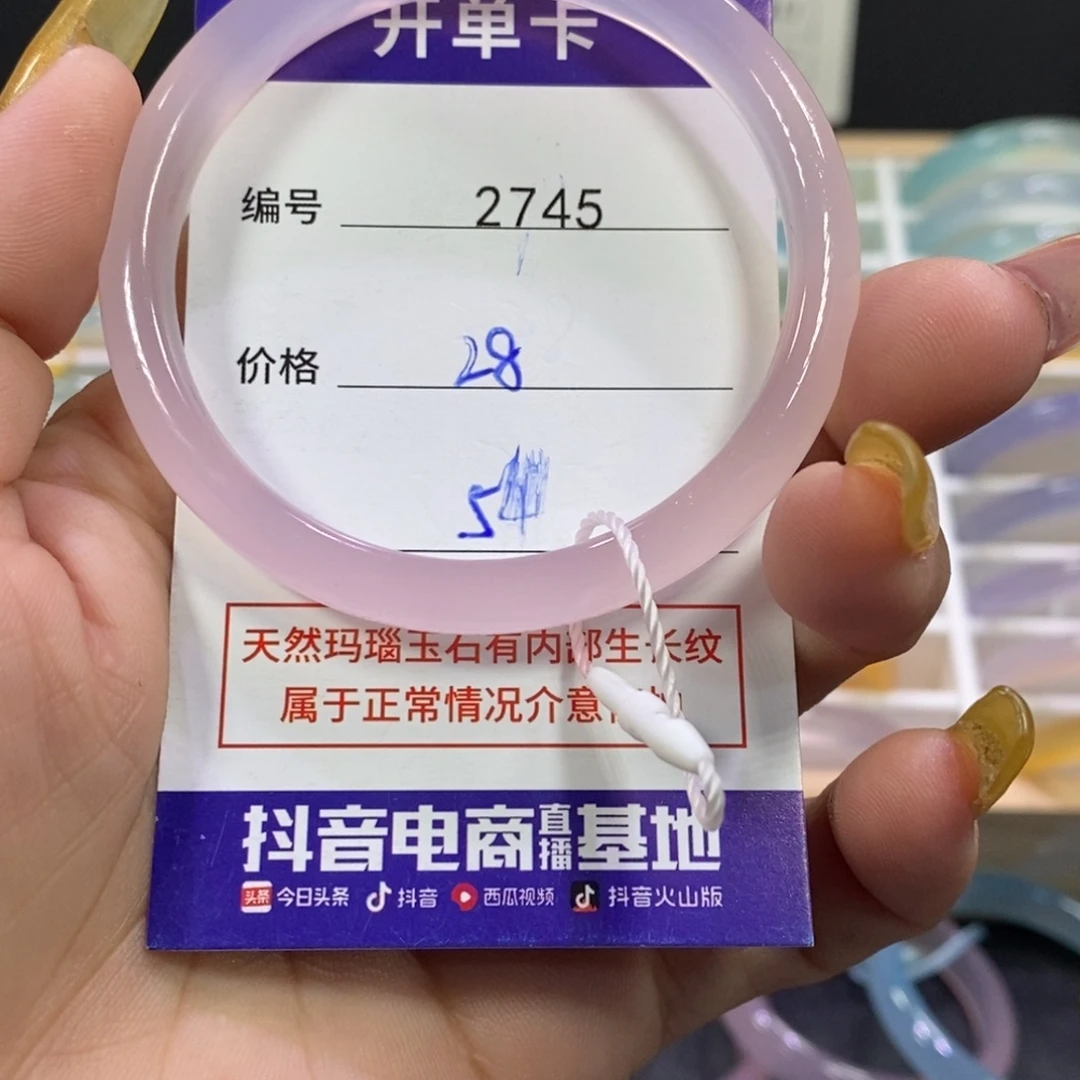 开单卡
编号 2745
价格 28
天然玛瑙玉石有内部生长纹
属于正常情况介意
抖音电商直播基地
头条 今日头条 抖音 西瓜视频 抖音火山版